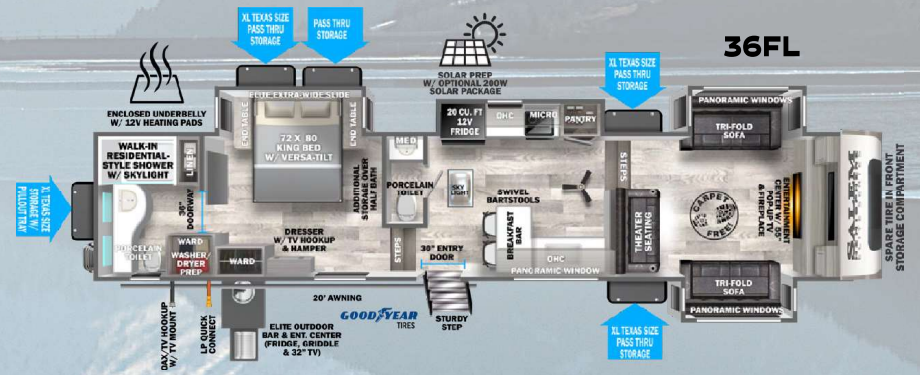 XL TEXAS SIZE
PASS THRU
STORAGE
PASS THRU
STORAGE
36FL
SOLAR PREP
W/ OPTIONAL 200W
SOLAR PACKAGE
XL TEXAS SIZE
PASS THRU
STORAGE
ENCLOSED UNDERBELLY
W/ 12V HEATING PADS
ELITE EXTRA-WIDE SLIDE
END TABLE
72 X 80
KING BED
W/ VERSA-TILT
END TABLE
20 CU. FT
12V
FRIDGE
OHC
MICRO
PANTRY
PANORAMIC WINDOWS
TRI-FOLD
SOFA
WALK-IN
RESIDENTIAL-
STYLE SHOWER
W/ SKYLIGHT
LINEN
MED
STEPS
XL TEXAS SIZE
STORAGE W/
PULLOUT TRAY
30" DOORWAY
ADDITIONAL
STORAGE OVER
HALF BATH
PORCELAIN
TOILET
SKY
LIGHT
SWIVEL
BARTSTOOLS
THEATER
SEATING
CARPET
FREE!
ENTERTAINMENT
CENTER W/ 55"
POP-UP TV
& FIREPLACE
SALEM
SPARE TIRE IN FRONT
STORAGE COMPARTMENT
PORCELAIN
TOILET
WARD
WASHER/
DRYER
PREP
WARD
DRESSER
W/ TV HOOKUP
& HAMPER
STEPS
30" ENTRY
DOOR
BREAKFAST
BAR
OHC
PANORAMIC WINDOW
TRI-FOLD
SOFA
PANORAMIC WINDOWS
DAX/TV HOOKUP
W/ TV MOUNT
LP QUICK
CONNECT
20' AWNING
GOODYEAR
TIRES
STURDY
STEP
ELITE OUTDOOR
BAR & ENT. CENTER
(FRIDGE, GRIDDLE
& 32" TV)
XL TEXAS SIZE
PASS THRU
STORAGE